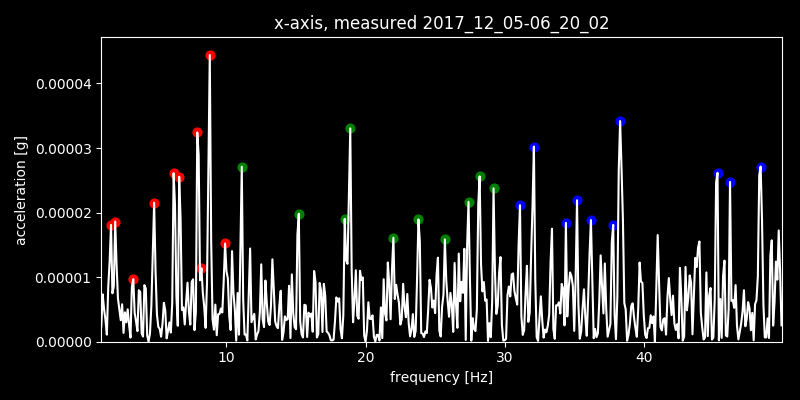 x-axis, measured 2017_12_05-06_20_02
0.00004
0.00003
0.00002
0.00001
0.00000
acceleration [g]
10 20 30 40
frequency [Hz]